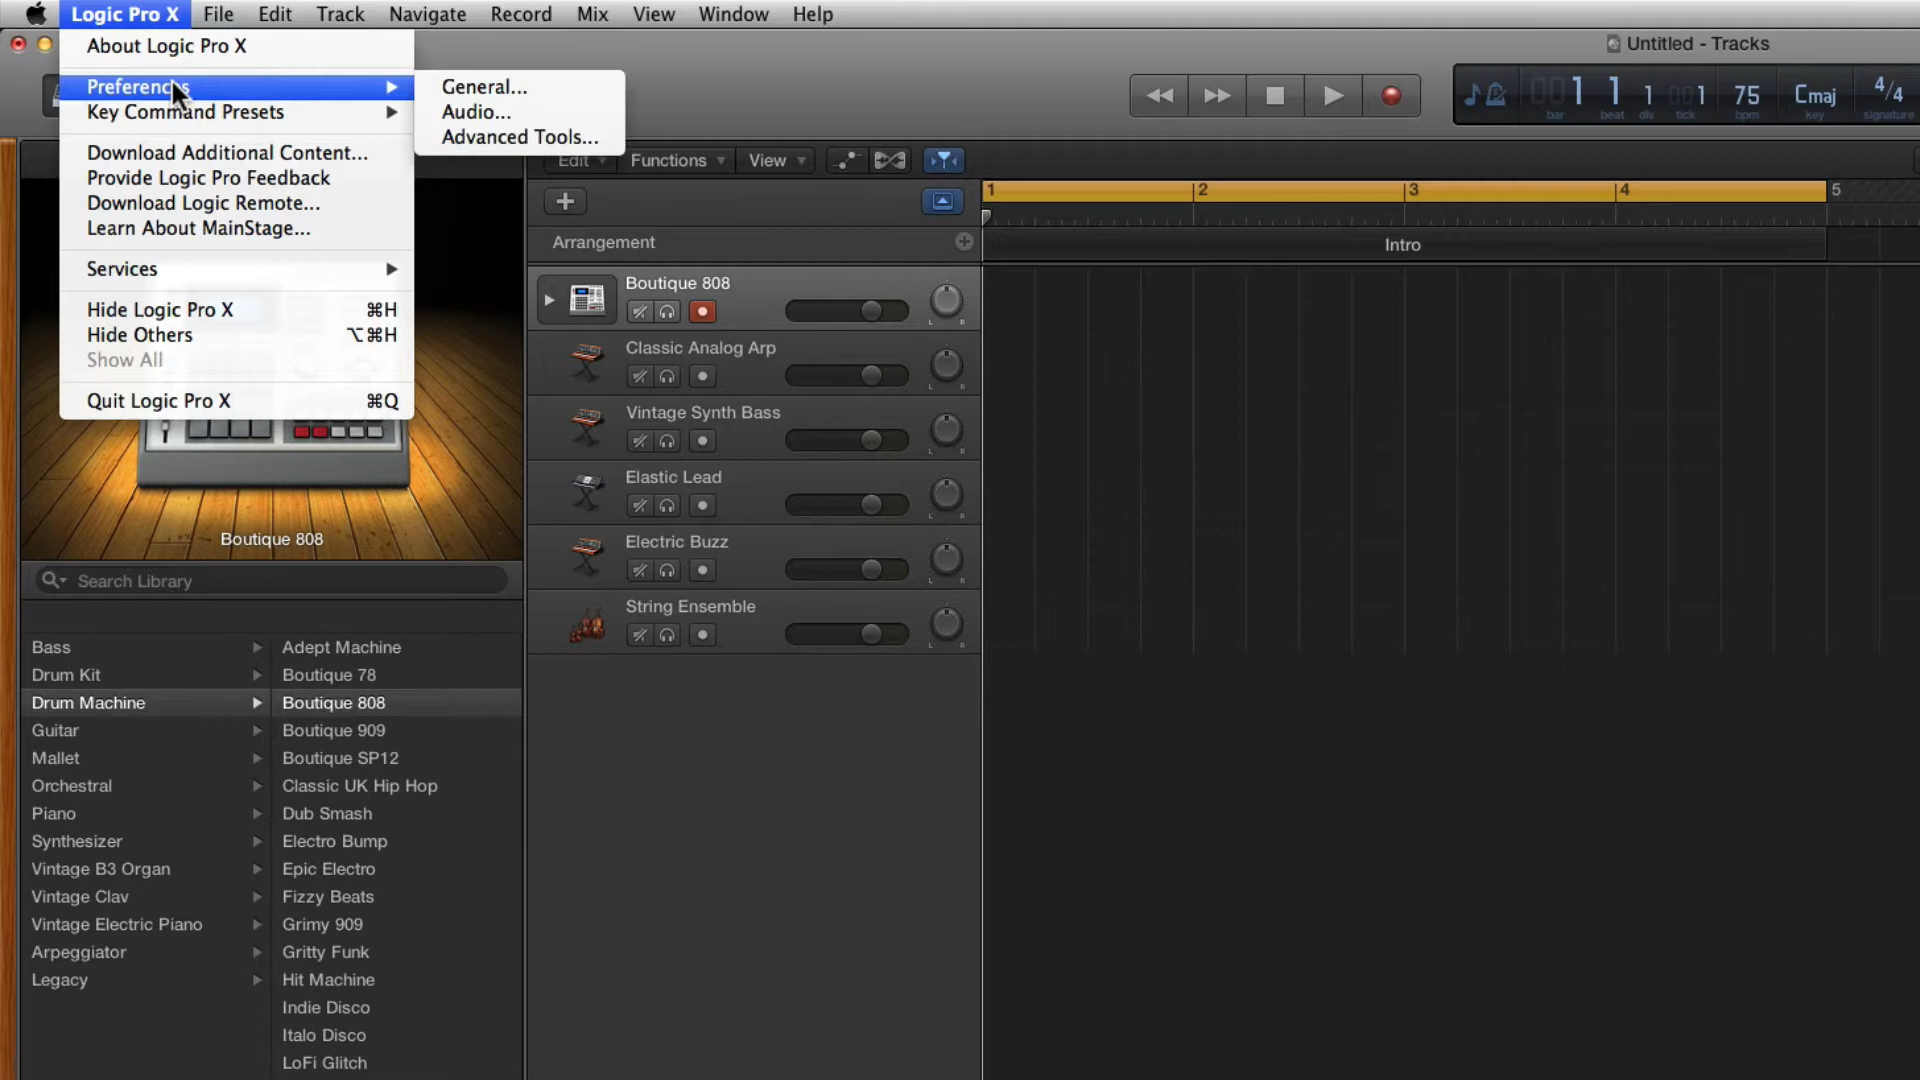 Logic Pro X File Edit Track Navigate Record Mix View Window Help
Untitled - Tracks
About Logic Pro X
Preferences
Key Command Presets
Download Additional Content...
Provide Logic Pro Feedback
Download Logic Remote...
Learn About MainStage...
Services
Hide Logic Pro X ⌘H
Hide Others ⌥⌘H
Show All
Quit Logic Pro X ⌘Q
General...
Audio...
Advanced Tools...
1 1 1 1 75 Cmaj 4/4
bar beat div tick bpm key signature
Edit Functions View
1 2 3 4 5
Arrangement
Intro
Boutique 808
L R
Classic Analog Arp
L R
Vintage Synth Bass
L R
Elastic Lead
L R
Electric Buzz
L R
String Ensemble
L R
Boutique 808
Search Library
Bass
Drum Kit
Drum Machine
Guitar
Mallet
Orchestral
Piano
Synthesizer
Vintage B3 Organ
Vintage Clav
Vintage Electric Piano
Arpeggiator
Legacy
Adept Machine
Boutique 78
Boutique 808
Boutique 909
Boutique SP12
Classic UK Hip Hop
Dub Smash
Electro Bump
Epic Electro
Fizzy Beats
Grimy 909
Gritty Funk
Hit Machine
Indie Disco
Italo Disco
LoFi Glitch